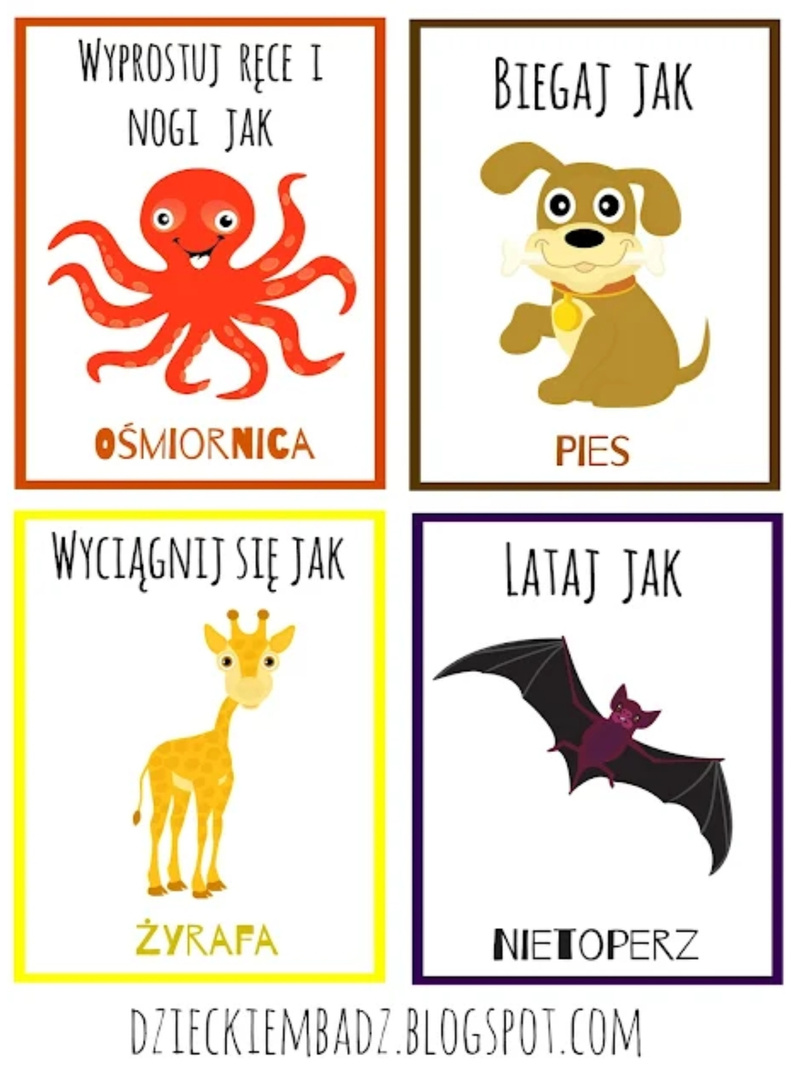 Wyprostuj ręce i
nogi jak
OŚMIORNICA
Biegaj jak
PIES
Wyciągnij się jak
ŻYRAFA
Lataj jak
NIETOPERZ
dzieckiembadz.blogspot.com